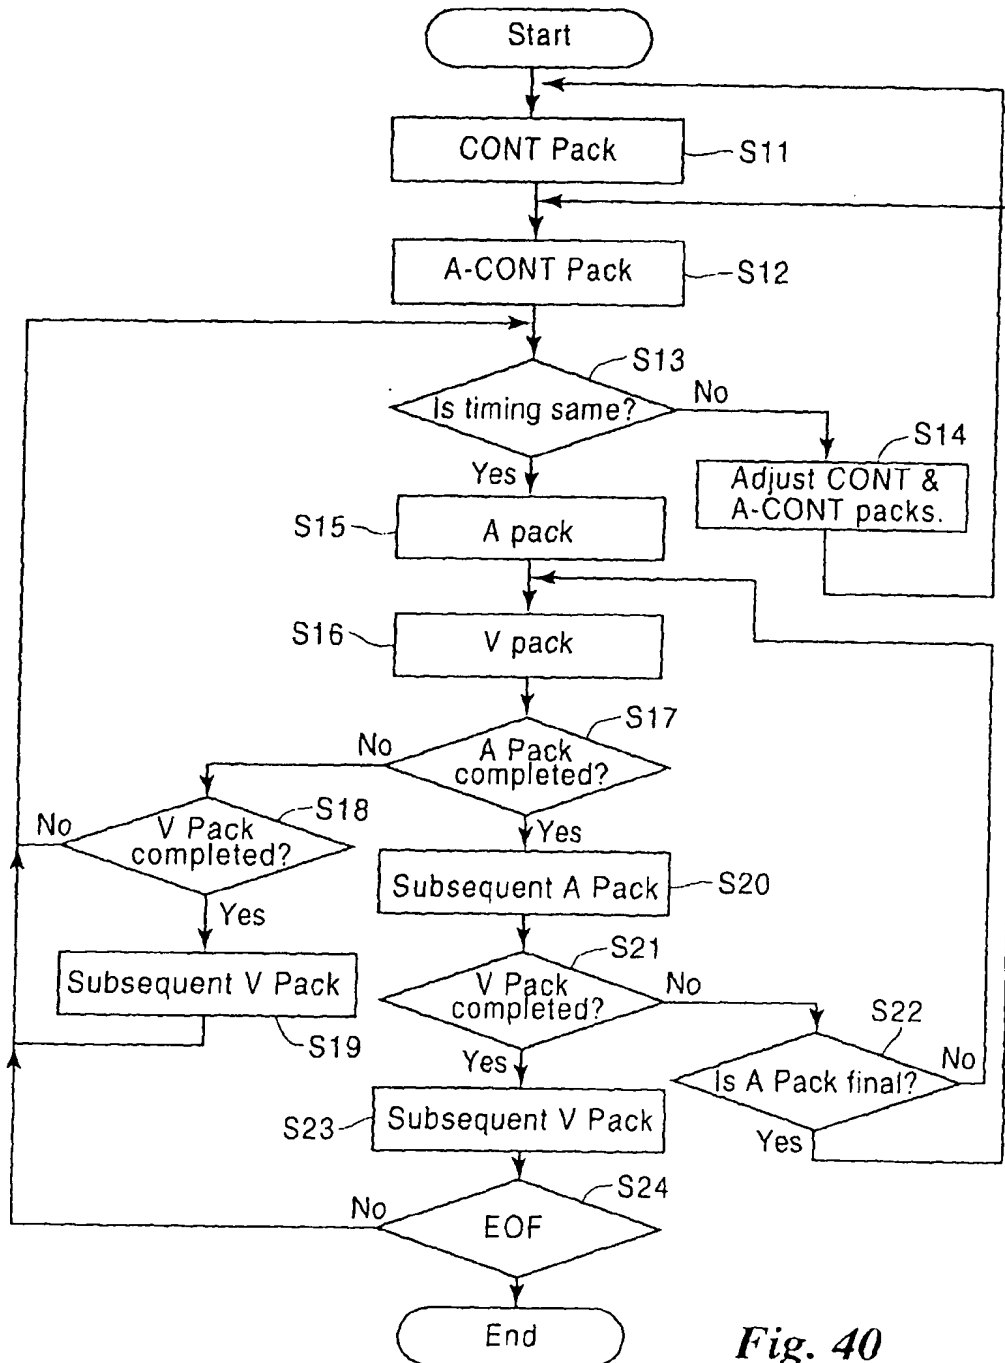 Start
CONT Pack
S11
A-CONT Pack
S12
S13
Is timing same?
No
S14
Adjust CONT &
A-CONT packs.
Yes
S15
A pack
S16
V pack
S17
A Pack
completed?
No
S18
V Pack
completed?
No
Yes
Subsequent V Pack
S19
Yes
Subsequent A Pack
S20
S21
V Pack
completed?
No
S22
Is A Pack final?
No
Yes
Yes
S23
Subsequent V Pack
S24
EOF
No
End
Fig. 40